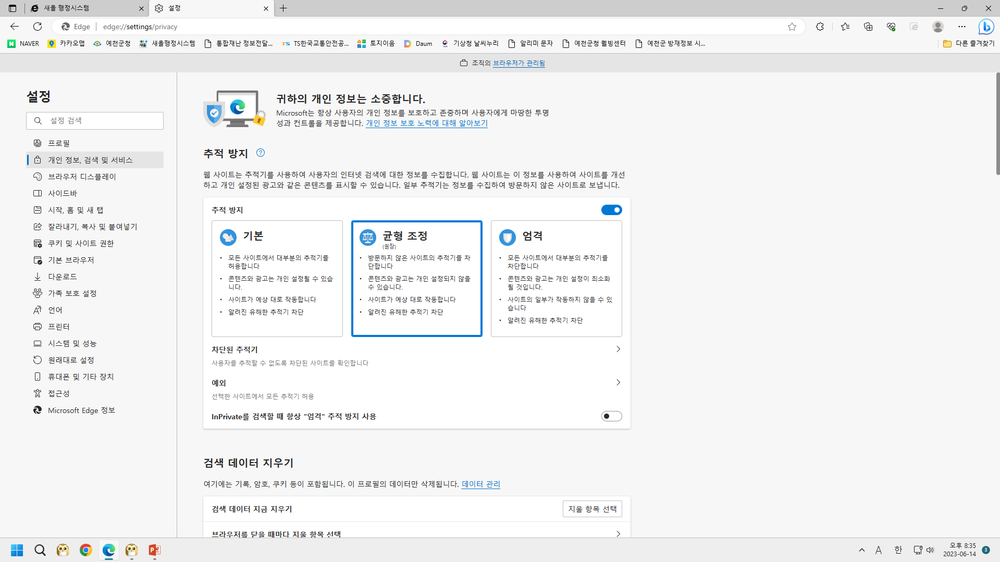 새올 행정시스템
설정
Edge
edge://settings/privacy
NAVER
카카오맵
예천군청
새올행정시스템
통합재난 정보전달...
TS한국교통안전공...
토지이음
Daum
기상청 날씨누리
알리미 문자
예천군청 웰빙센터
예천군 방재정보 시...
다른 즐겨찾기
조직의 브라우저가 관리됨
설정
설정 검색
프로필
개인 정보, 검색 및 서비스
브라우저 디스플레이
사이드바
시작, 홈 및 새 탭
잘라내기, 복사 및 붙여넣기
쿠키 및 사이트 권한
기본 브라우저
다운로드
가족 보호 설정
언어
프린터
시스템 및 성능
원래대로 설정
휴대폰 및 기타 장치
접근성
Microsoft Edge 정보
귀하의 개인 정보는 소중합니다.
Microsoft는 항상 사용자의 개인 정보를 보호하고 존중하며 사용자에게 마땅한 투명
성과 컨트롤을 제공합니다. 개인 정보 보호 노력에 대해 알아보기
추적 방지
웹 사이트는 추적기를 사용하여 사용자의 인터넷 검색에 대한 정보를 수집합니다. 웹 사이트는 이 정보를 사용하여 사이트를 개선
하고 개인 설정된 광고와 같은 콘텐츠를 표시할 수 있습니다. 일부 추적기는 정보를 수집하여 방문하지 않은 사이트로 보냅니다.
추적 방지
기본
• 모든 사이트에서 대부분의 추적기를
허용합니다
• 콘텐츠와 광고는 개인 설정될 수 있습
니다.
• 사이트가 예상 대로 작동합니다
• 알려진 유해한 추적기 차단
균형 조정
(권장)
• 방문하지 않은 사이트의 추적기를 차
단합니다
• 콘텐츠와 광고는 개인 설정되지 않을
수 있습니다.
• 사이트가 예상 대로 작동합니다
• 알려진 유해한 추적기 차단
엄격
• 모든 사이트에서 대부분의 추적기를
차단합니다
• 콘텐츠와 광고는 개인 설정이 최소화
될 것입니다.
• 사이트의 일부가 작동하지 않을 수 있
습니다
• 알려진 유해한 추적기 차단
차단된 추적기
사용자를 추적할 수 없도록 차단된 사이트를 확인합니다
예외
선택한 사이트에서 모든 추적기 허용
InPrivate를 검색할 때 항상 "엄격" 추적 방지 사용
검색 데이터 지우기
여기에는 기록, 암호, 쿠키 등이 포함됩니다. 이 프로필의 데이터만 삭제됩니다. 데이터 관리
검색 데이터 지금 지우기
지울 항목 선택
브라우저를 닫을 때마다 지울 항목 선택
A
한
오후 8:35
2023-06-14
3